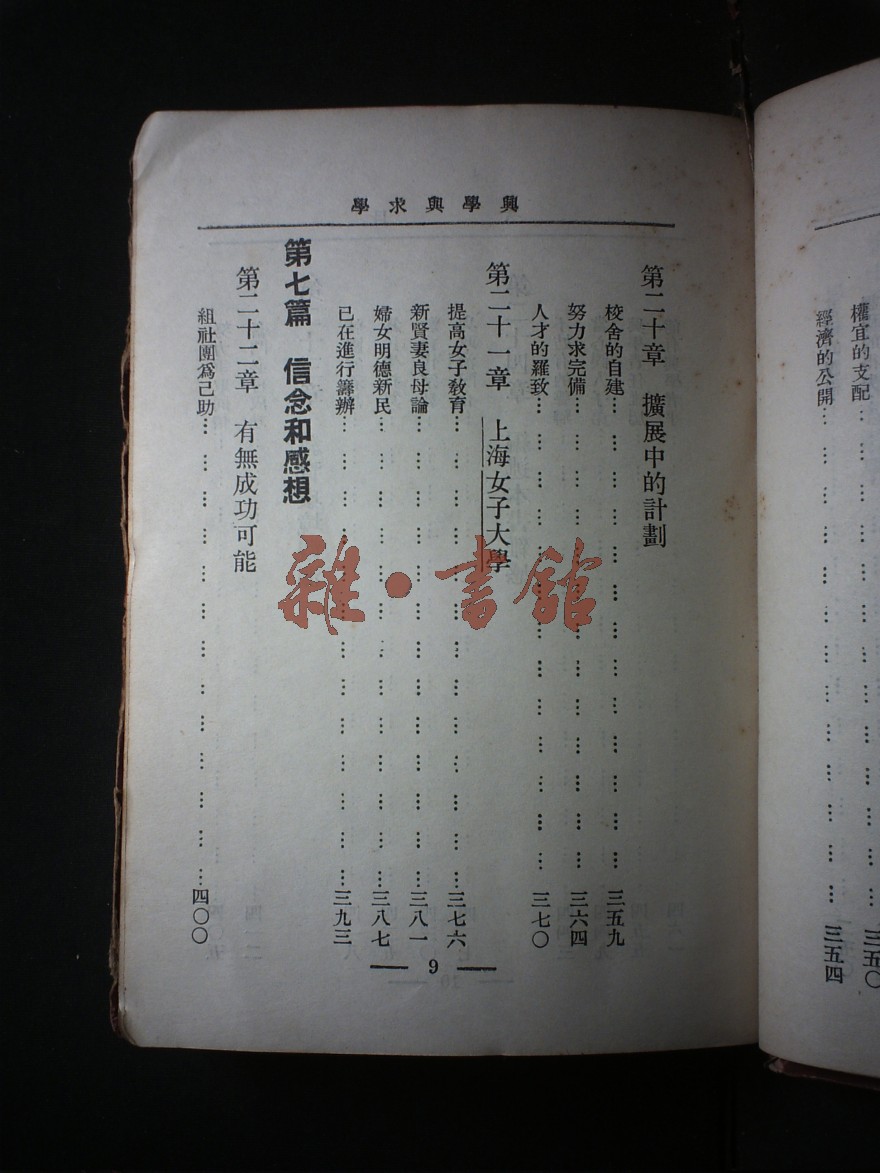 興學與求學
權宜的支配……三五〇
經濟的公開……三五四
第二十章 擴展中的計劃
校舍的自建……三五九
努力求完備……三六四
人才的羅致……三七〇
第二十一章 上海女子大學
提高女子敎育……三七六
新賢妻良母論……三八一
婦女明德新民……三八七
已在進行籌辦……三九三
第七篇 信念和感想
第二十二章 有無成功可能
組社團爲己助……四〇〇
— 9 —
雜·書館